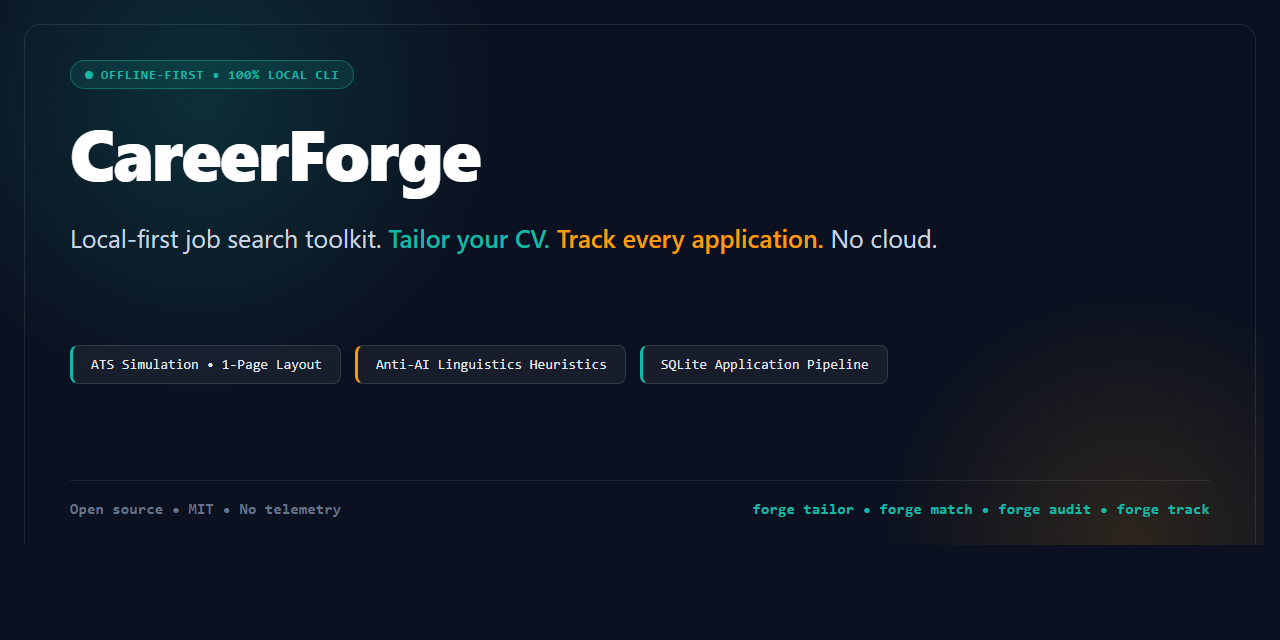 OFFLINE-FIRST • 100% LOCAL CLI
CareerForge
Local-first job search toolkit. Tailor your CV. Track every application. No cloud.
ATS Simulation • 1-Page Layout
Anti-AI Linguistics Heuristics
SQLite Application Pipeline
Open source • MIT • No telemetry
forge tailor • forge match • forge audit • forge track